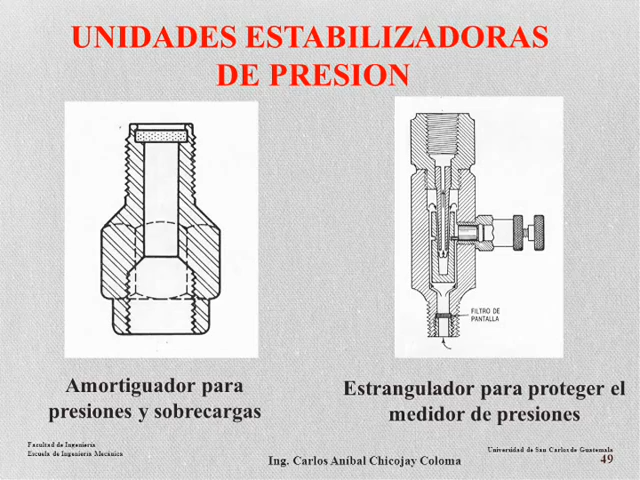 UNIDADES ESTABILIZADORAS
DE PRESION
FILTRO DE
PANTALLA
Amortiguador para
presiones y sobrecargas
Estrangulador para proteger el
medidor de presiones
Facultad de Ingeniería
Escuela de Ingeniería Mecánica
Ing. Carlos Aníbal Chicojay Coloma
Universidad de San Carlos de Guatemala
49